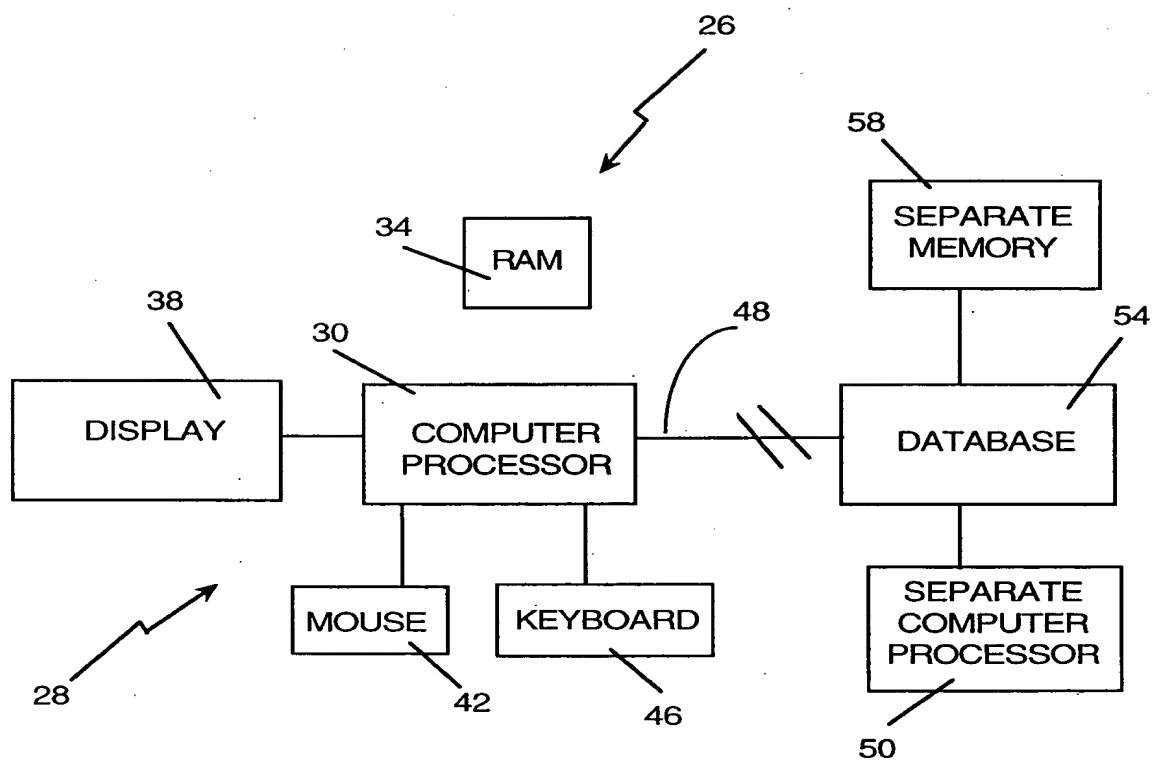 26
58
SEPARATE
MEMORY
34
RAM
38
30
48
54
DISPLAY
COMPUTER
PROCESSOR
DATABASE
MOUSE
KEYBOARD
SEPARATE
COMPUTER
PROCESSOR
28
42
46
50